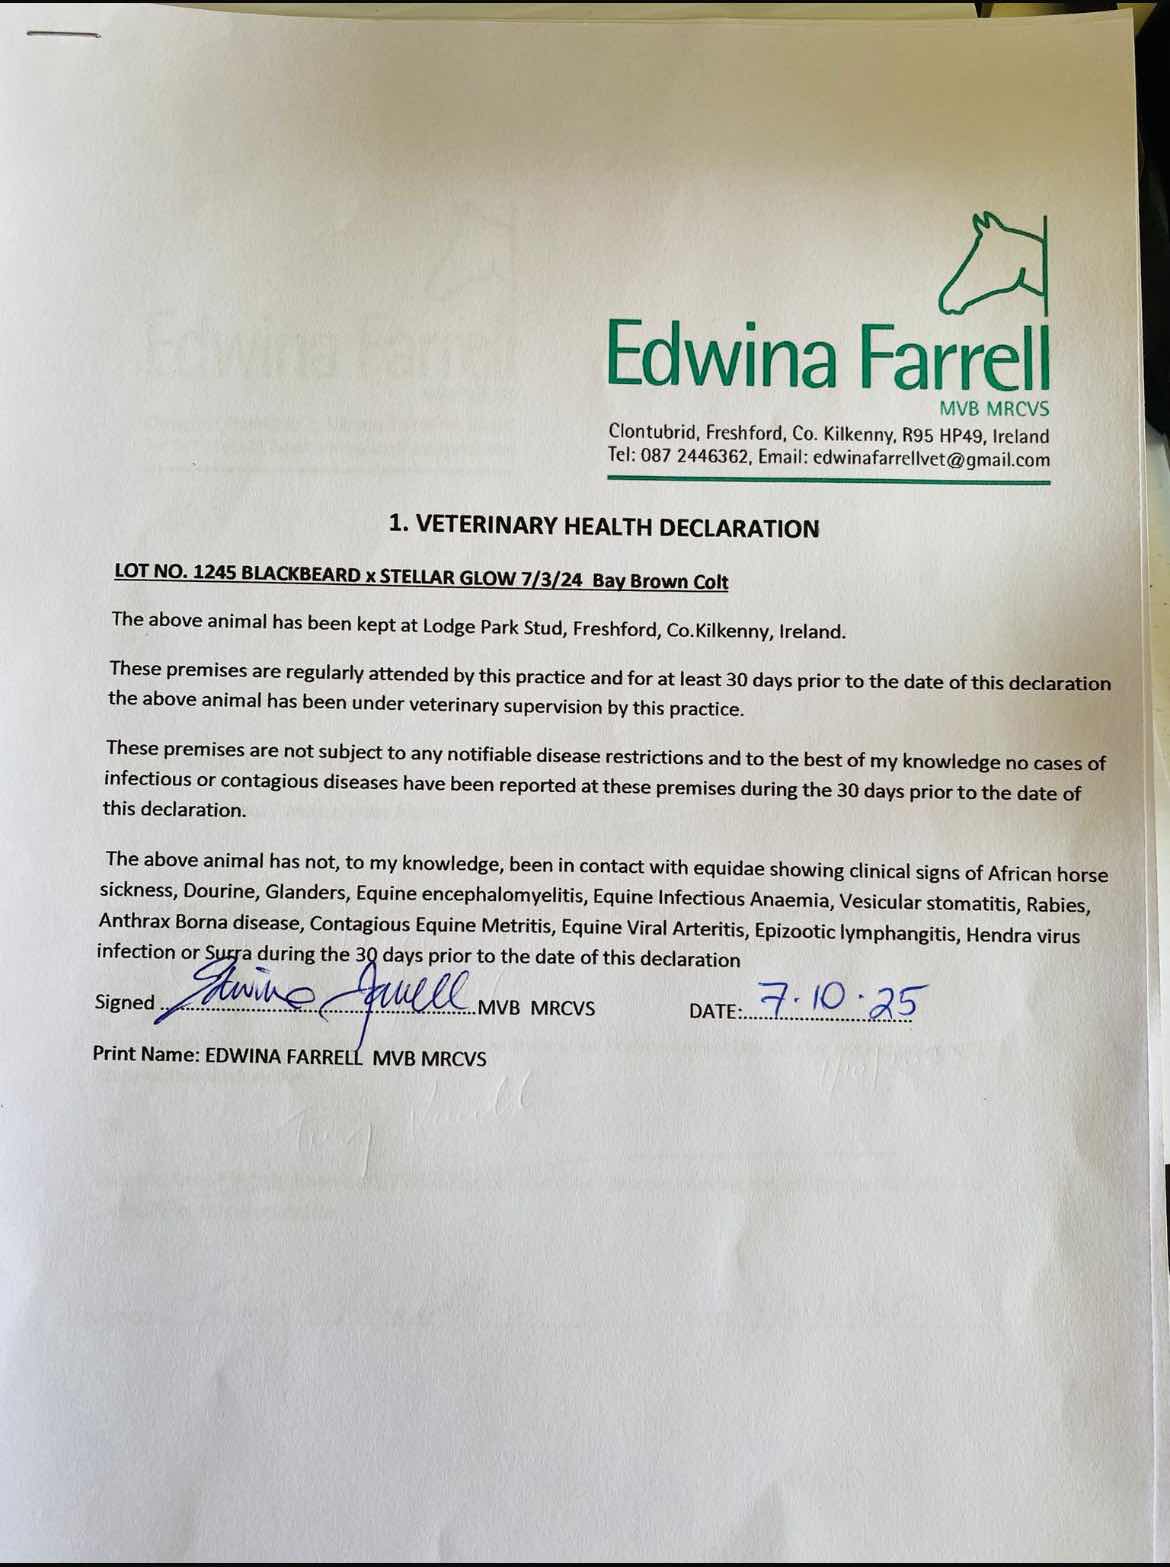 Edwina Farrell
MVB MRCVS
Clontubrid, Freshford, Co. Kilkenny, R95 HP49, Ireland
Tel: 087 2446362, Email: edwinafarrellvet@gmail.com
1. VETERINARY HEALTH DECLARATION
LOT NO. 1245 BLACKBEARD x STELLAR GLOW 7/3/24 Bay Brown Colt
The above animal has been kept at Lodge Park Stud, Freshford, Co.Kilkenny, Ireland.
These premises are regularly attended by this practice and for at least 30 days prior to the date of this declaration
the above animal has been under veterinary supervision by this practice.
These premises are not subject to any notifiable disease restrictions and to the best of my knowledge no cases of
infectious or contagious diseases have been reported at these premises during the 30 days prior to the date of
this declaration.
The above animal has not, to my knowledge, been in contact with equidae showing clinical signs of African horse
sickness, Dourine, Glanders, Equine encephalomyelitis, Equine Infectious Anaemia, Vesicular stomatitis, Rabies,
Anthrax Borna disease, Contagious Equine Metritis, Equine Viral Arteritis, Epizootic lymphangitis, Hendra virus
infection or Surra during the 30 days prior to the date of this declaration
Signed Edwina Farrell MVB MRCVS DATE: 7.10.25
Print Name: EDWINA FARRELL MVB MRCVS